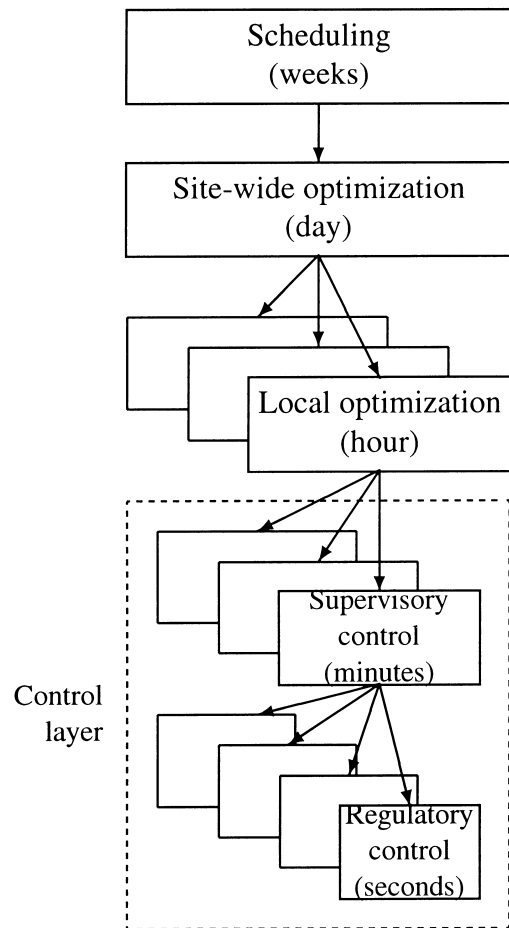 Scheduling
(weeks)
Site-wide optimization
(day)
Local optimization
(hour)
Supervisory
control
(minutes)
Control
layer
Regulatory
control
(seconds)